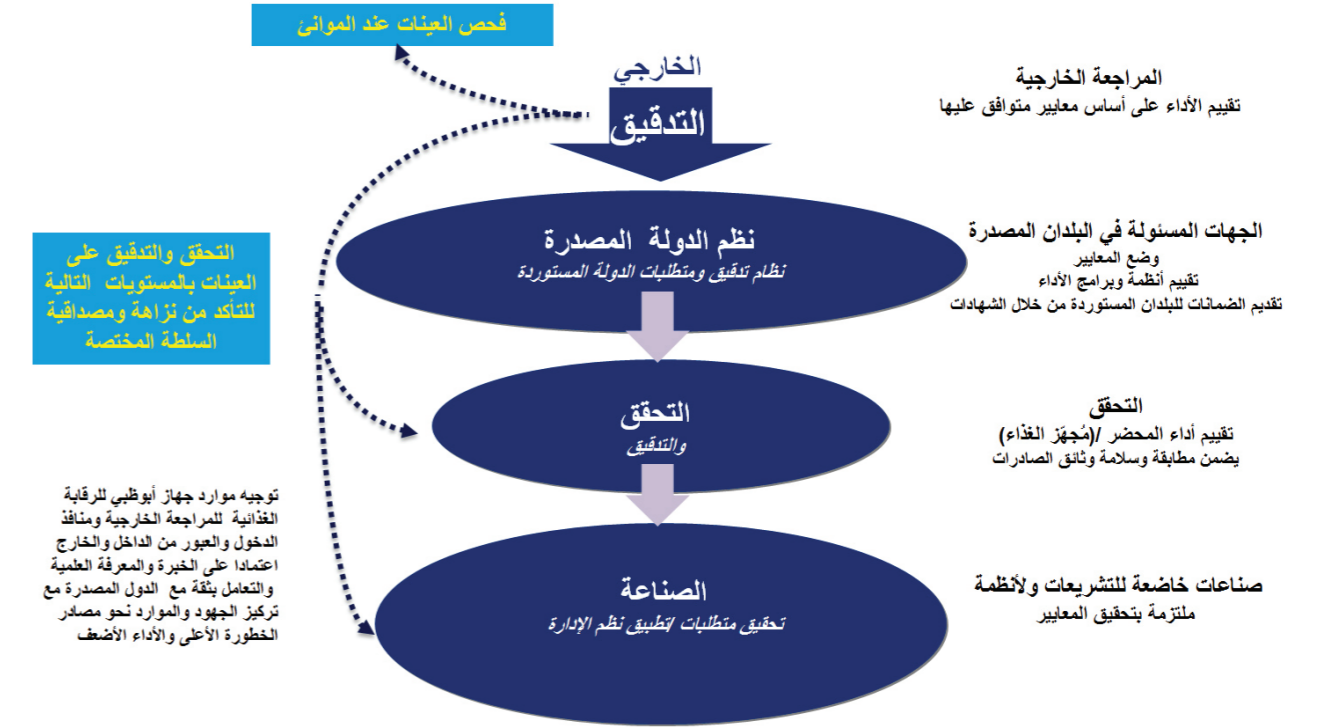 فحص العينات عند الموانئ
الخارجي
التدقيق
المراجعة الخارجية
تقييم الأداء على أساس معايير متوافق عليها
نظم الدولة المصدرة
نظام تدقيق ومتطلبات الدولة المستوردة
الجهات المسئولة في البلدان المصدرة
وضع المعايير
تقييم أنظمة وبرامج الأداء
تقديم الضمانات للبلدان المستوردة من خلال الشهادات
التحقق والتدقيق على
العينات بالمستويات التالية
للتأكد من نزاهة ومصداقية
السلطة المختصة
التحقق
والتدقيق
التحقق
تقييم أداء المحضر /(مُجهّز الغذاء)
يضمن مطابقة وسلامة وثائق الصادرات
توجيه موارد جهاز أبوظبي للرقابة
الغذائية للمراجعة الخارجية ومنافذ
الدخول والعبور من الداخل والخارج
اعتمادا على الخبرة والمعرفة العلمية
والتعامل بثقة مع الدول المصدرة مع
تركيز الجهود والموارد نحو مصادر
الخطورة الأعلى والأداء الأضعف
الصناعة
تحقيق متطلبات /تطبيق نظم الإدارة
صناعات خاضعة للتشريعات ولأنظمة
ملتزمة بتحقيق المعايير